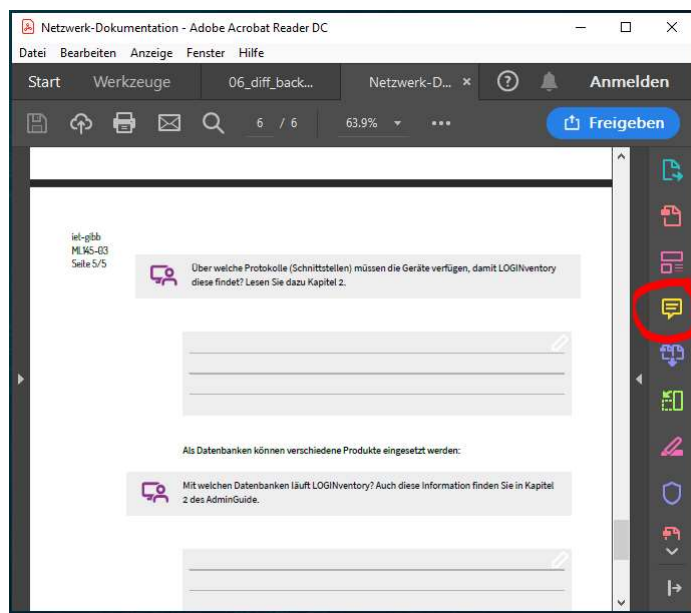 Netzwerk-Dokumentation - Adobe Acrobat Reader DC
Datei Bearbeiten Anzeige Fenster Hilfe
Start Werkzeuge 06_diff_back... Netzwerk-D... × Anmelden
6 / 6 63.9% Freigeben
iet-gibb
ML145-03
Seite 5/5
Über welche Protokolle (Schnittstellen) müssen die Geräte verfügen, damit LOGINventory
diese findet? Lesen Sie dazu Kapitel 2.
Als Datenbanken können verschiedene Produkte eingesetzt werden:
Mit welchen Datenbanken läuft LOGINventory? Auch diese Information finden Sie in Kapitel
2 des AdminGuide.